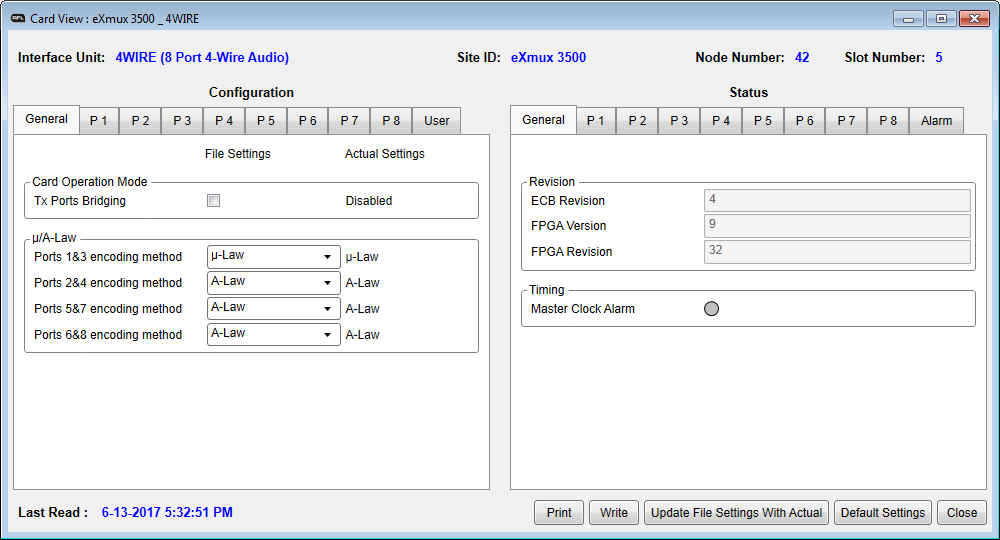 AFL Card View : eXmux 3500 _ 4WIRE
Interface Unit: 4WIRE (8 Port 4-Wire Audio) Site ID: eXmux 3500 Node Number: 42 Slot Number: 5
Configuration
General P 1 P 2 P 3 P 4 P 5 P 6 P 7 P 8 User
File Settings Actual Settings
Card Operation Mode
Tx Ports Bridging Disabled
μ/A-Law
Ports 1&3 encoding method μ-Law μ-Law
Ports 2&4 encoding method A-Law A-Law
Ports 5&7 encoding method A-Law A-Law
Ports 6&8 encoding method A-Law A-Law
Status
General P 1 P 2 P 3 P 4 P 5 P 6 P 7 P 8 Alarm
Revision
ECB Revision 4
FPGA Version 9
FPGA Revision 32
Timing
Master Clock Alarm
Last Read : 6-13-2017 5:32:51 PM
Print Write Update File Settings With Actual Default Settings Close